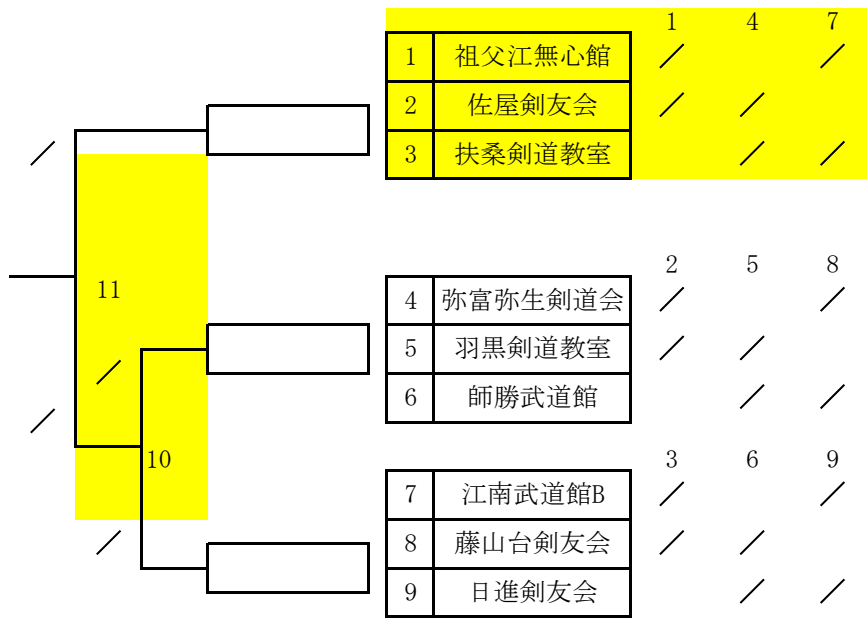 1 4 7
1 祖父江無心館 ／ ／
2 佐屋剣友会 ／ ／
3 扶桑剣道教室 ／ ／
／
2 5 8
11
4 弥富弥生剣道会 ／ ／
5 羽黒剣道教室 ／ ／
／
6 師勝武道館 ／ ／
／
10
3 6 9
7 江南武道館B ／ ／
8 藤山台剣友会 ／ ／
／
9 日進剣友会 ／ ／